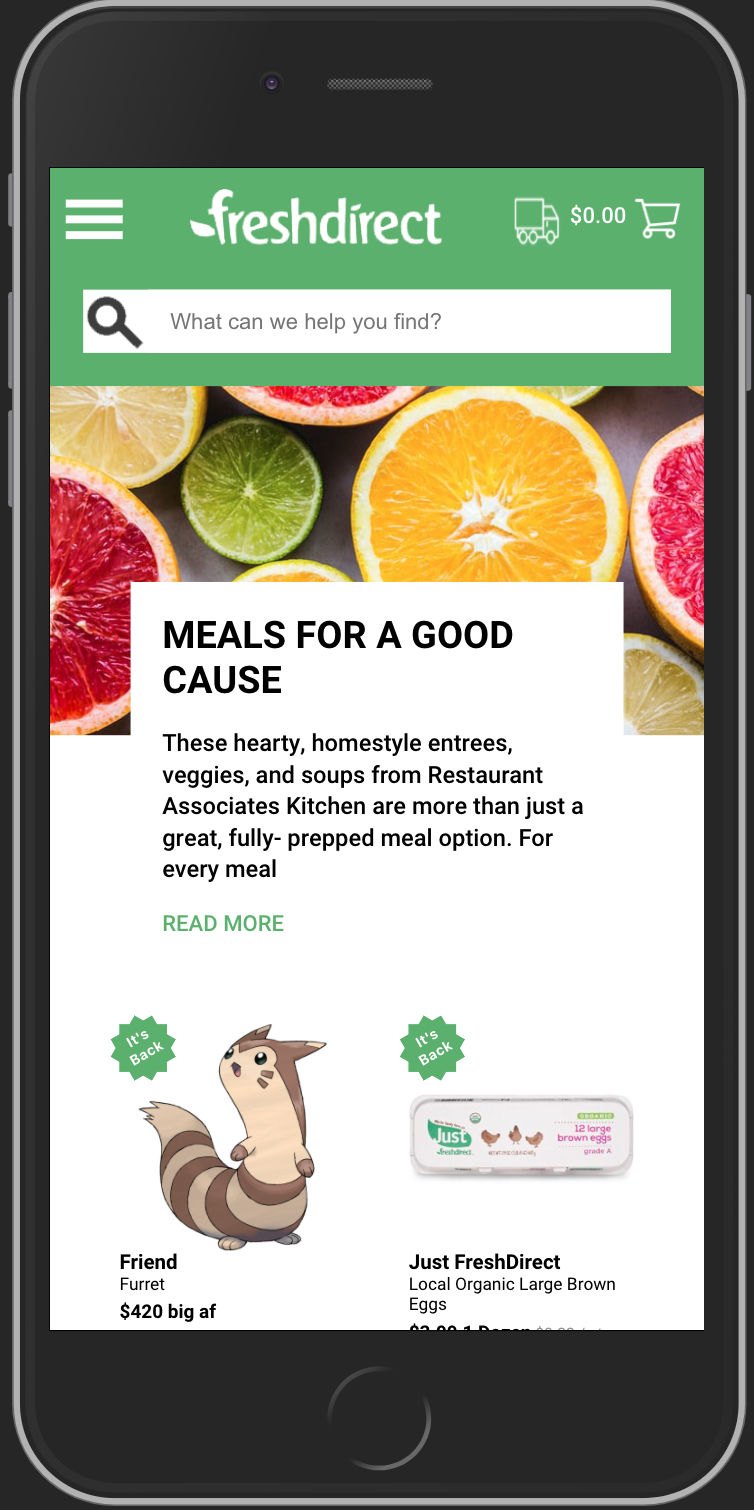 freshdirect
$0.00
What can we help you find?
MEALS FOR A GOOD
CAUSE
These hearty, homestyle entrees,
veggies, and soups from Restaurant
Associates Kitchen are more than just a
great, fully- prepped meal option. For
every meal
READ MORE
It's
Back
It's
Back
ORGANIC
Just
12 large
brown eggs
freshdirect
grade A
Friend
Furret
$420 big af
Just FreshDirect
Local Organic Large Brown
Eggs
1 Dozen